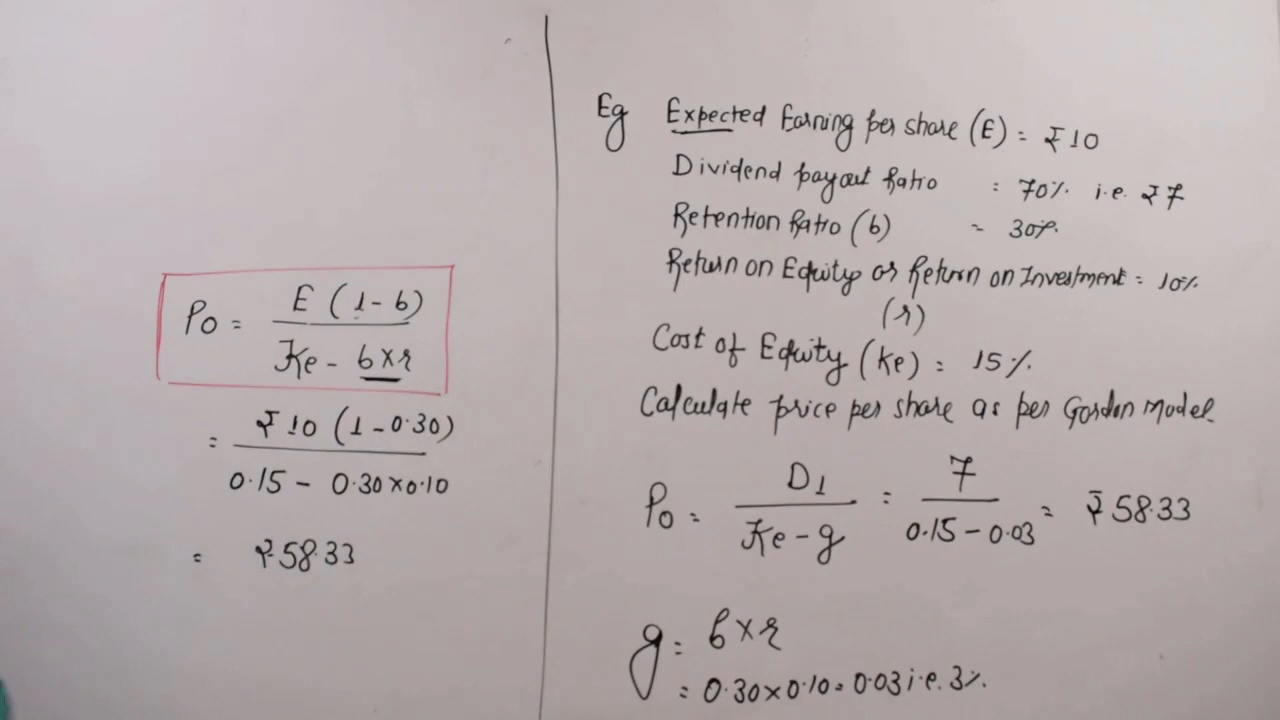 P0 = E (1-b)
Ke - b×r
= ₹10 (1-0.30)
0.15 - 0.30×0.10
= ₹58.33
Eg Expected Earning per share (E) = ₹10
Dividend payout Ratio = 70% i.e. ₹7
Retention Ratio (b) = 30%
Return on Equity or Return on Investment = 10%
(r)
Cost of Equity (Ke) = 15%
Calculate price per share as per Gordon Model
P0 = D1 = 7 = ₹58.33
Ke-g 0.15-0.03
g = b×r
= 0.30×0.10 = 0.03 i.e. 3%